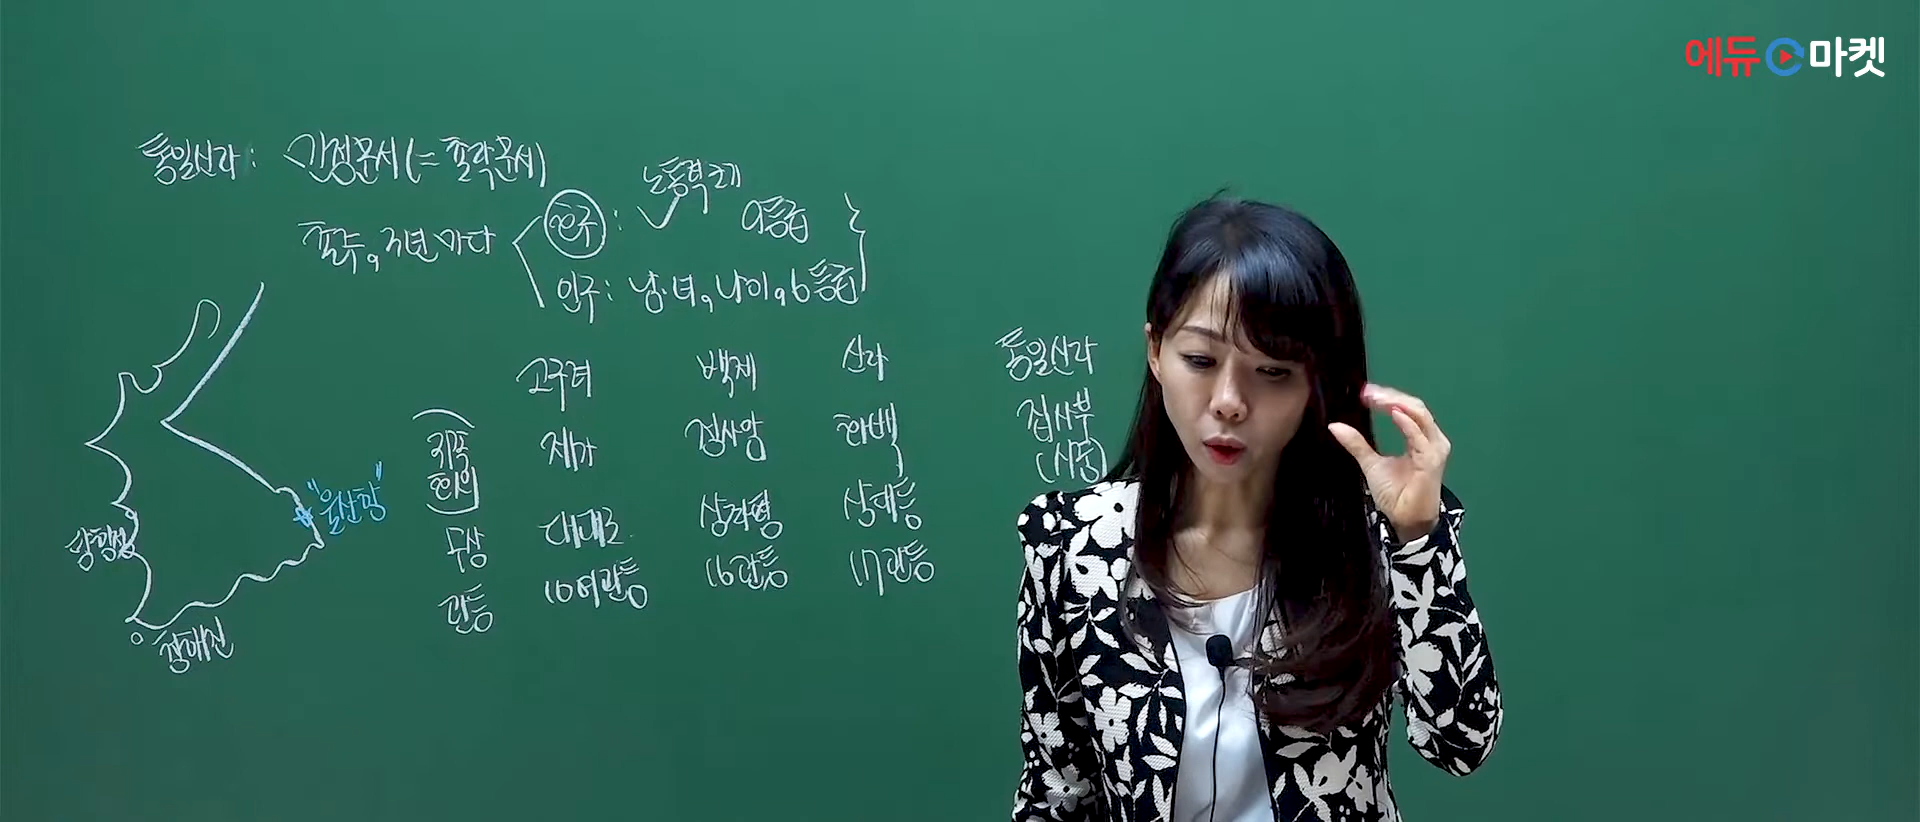 에듀 마켓
통일신라 : 민정문서 (= 촌락문서)
노동력 크기
촌주, 3년마다
호구 : 9등급
인구 : 남·녀, 나이, 6등급
고구려 백제 신라 통일신라
귀족회의 제가 정사암 화백 집사부
(시중)
수상 대대로 상좌평 상대등
관등 10여관등 16관등 17관등
"울산항"
당항성
청해진